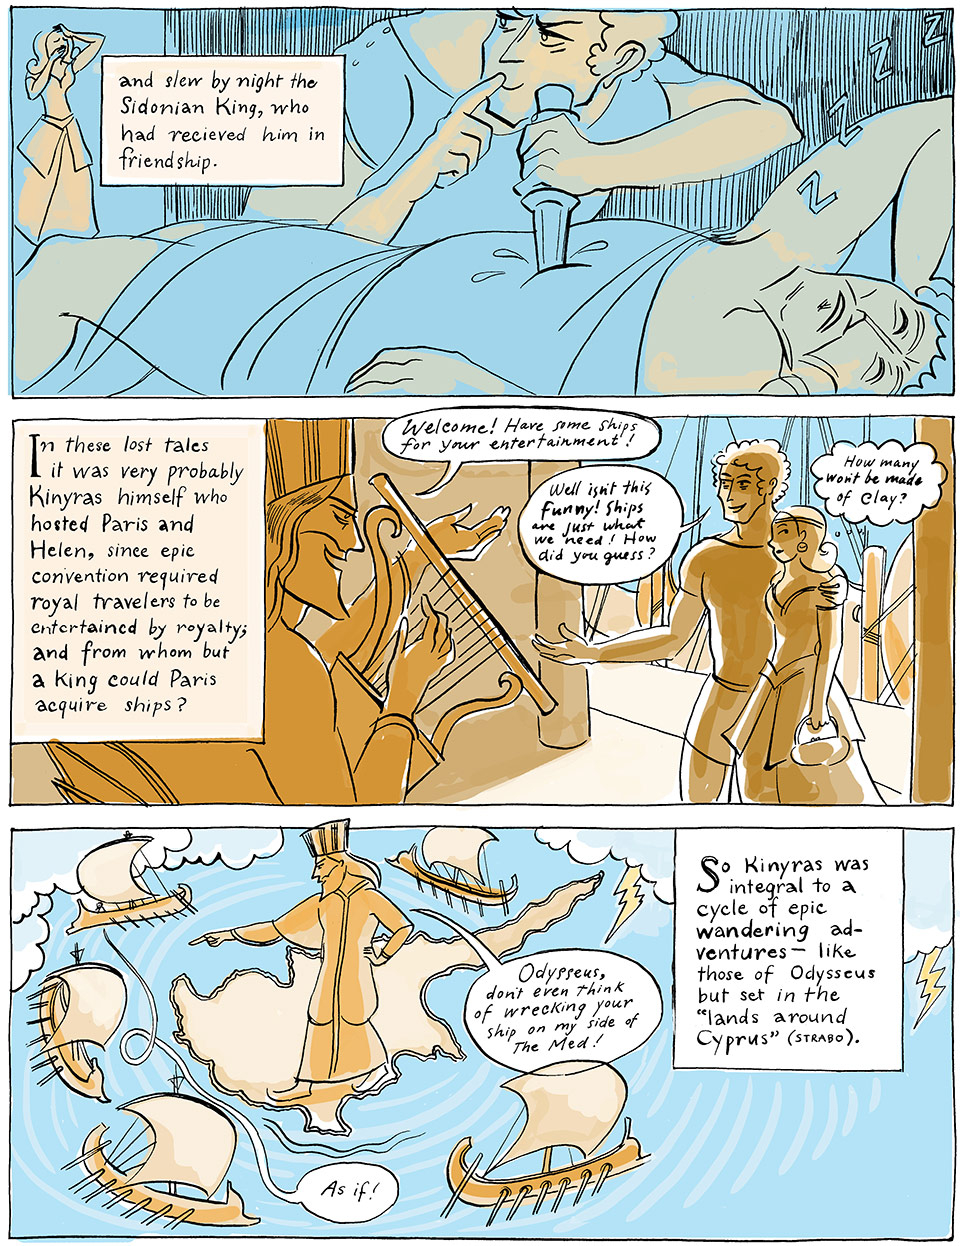 and slew by night the
Sidonian King, who
had recieved him in
friendship.
Z
Z
Z
Z
In these lost tales
it was very probably
Kinyras himself who
hosted Paris and
Helen, since epic
convention required
royal travelers to be
entertained by royalty;
and from whom but
a King could Paris
acquire ships?
Welcome! Have some ships
for your entertainment!
Well isn't this
funny! Ships
are just what
we need! How
did you guess?
How many
won't be made
of clay?
Odysseus,
don't even think
of wrecking your
ship on my side of
The Med!
As if!
So Kinyras was
integral to a
cycle of epic
wandering ad-
ventures— like
those of Odysseus
but set in the
"lands around
Cyprus" (STRABO).